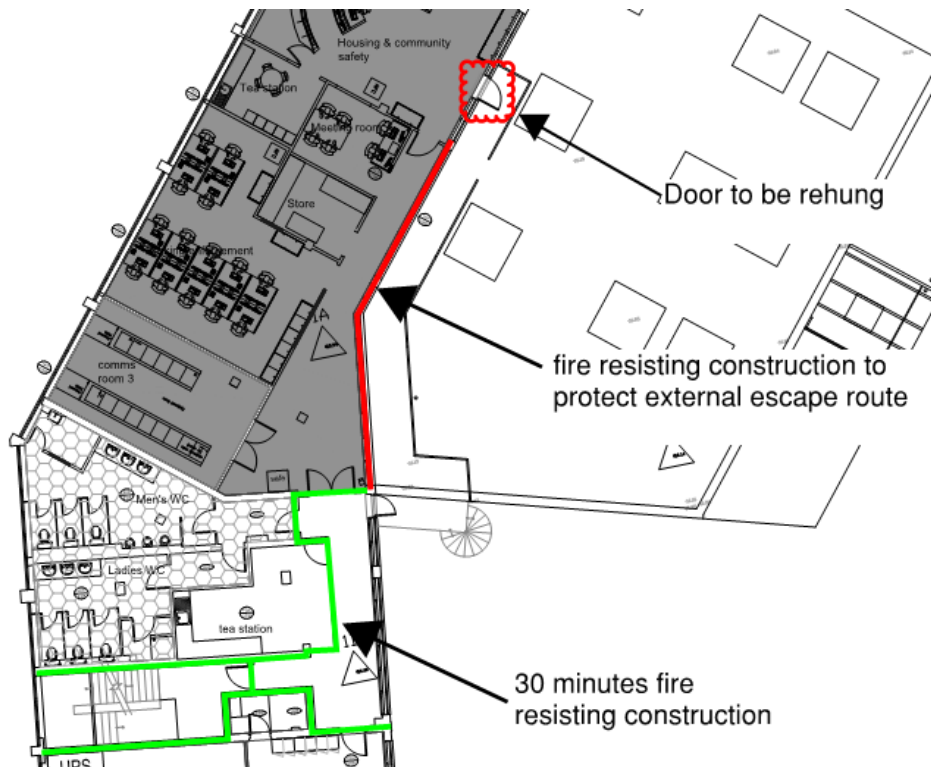 Housing & community
safety
Tea station
Meeting room
Door to be rehung
Store
1A
fire resisting construction to
protect external escape route
comms
room 3
Men's WC
Ladies WC
tea station
30 minutes fire
resisting construction
UPS